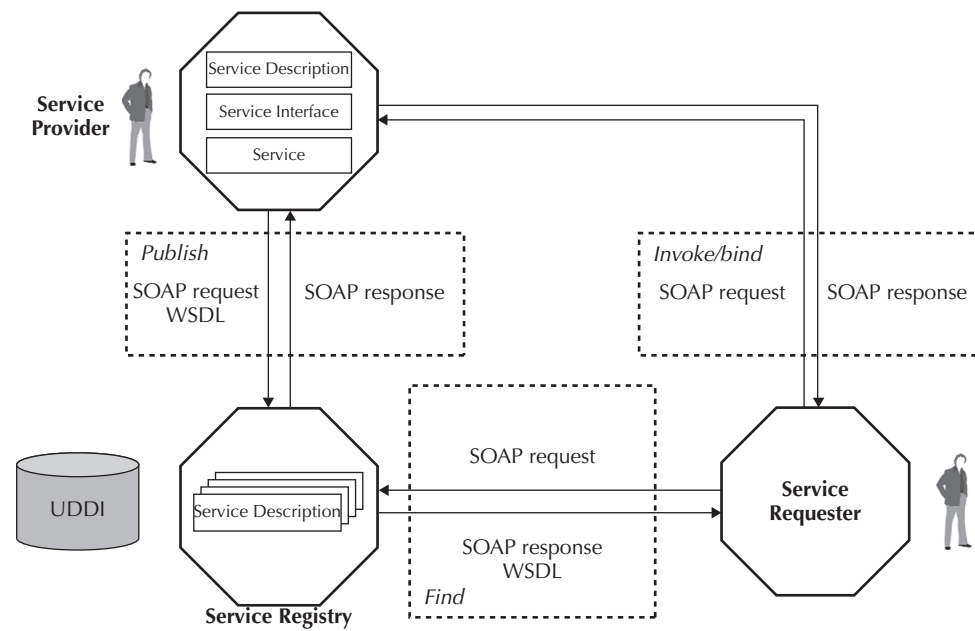 Service Description
Service Interface
Service
Service
Provider
Publish
SOAP request
WSDL
SOAP response
Invoke/bind
SOAP request
SOAP response
UDDI
Service Description
Service Registry
SOAP request
SOAP response
WSDL
Find
Service
Requester